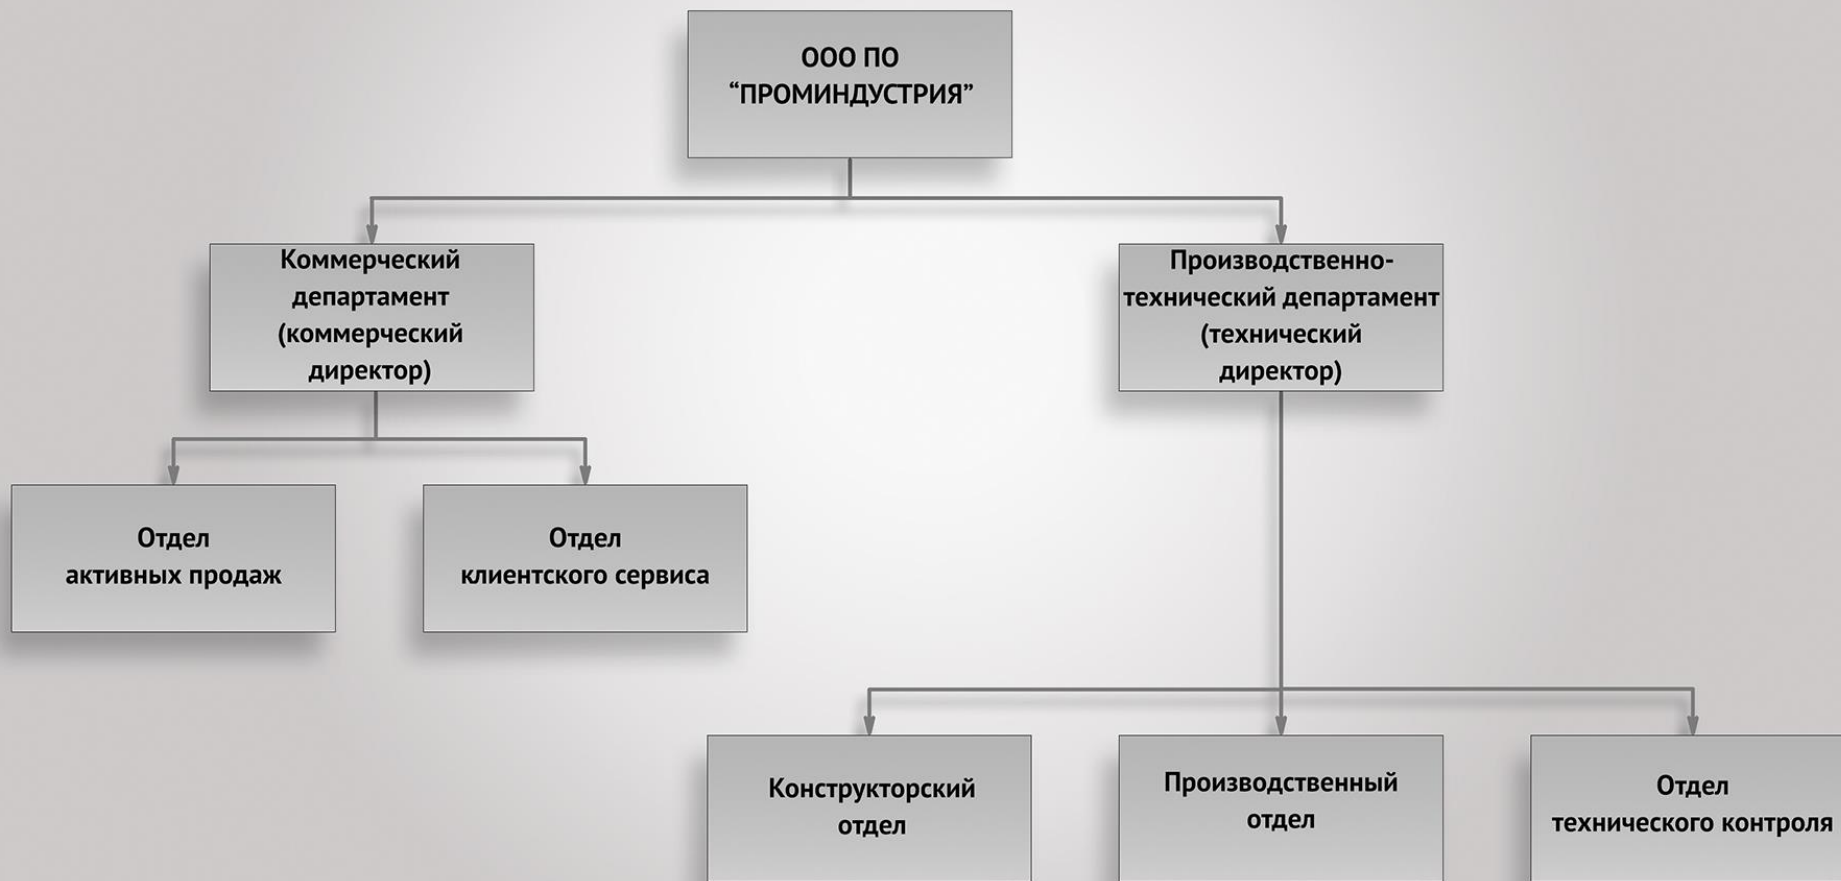 ООО ПО
“ПРОМИНДУСТРИЯ”
Коммерческий
департамент
(коммерческий
директор)
Производственно-
технический департамент
(технический
директор)
Отдел
активных продаж
Отдел
клиентского сервиса
Конструкторский
отдел
Производственный
отдел
Отдел
технического контроля